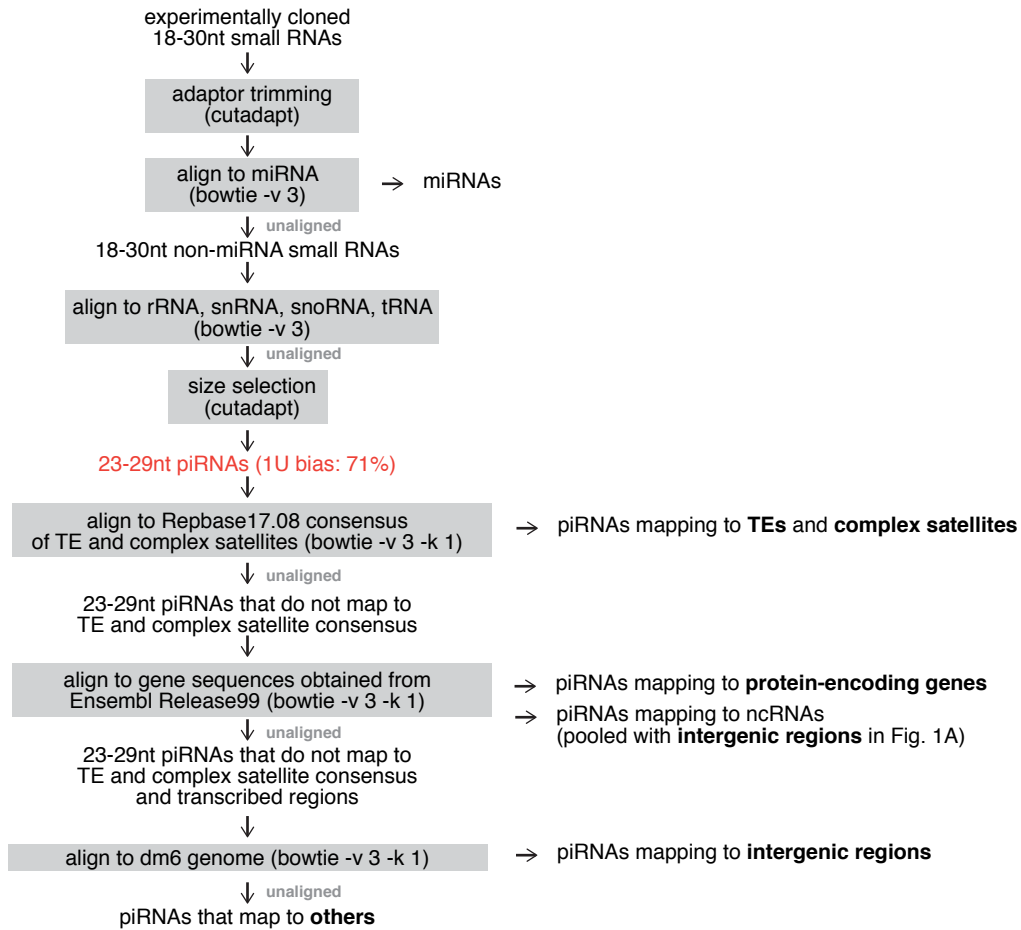 experimentally cloned
18-30nt small RNAs
adaptor trimming
(cutadapt)
align to miRNA
(bowtie -v 3)
miRNAs
unaligned
18-30nt non-miRNA small RNAs
align to rRNA, snRNA, snoRNA, tRNA
(bowtie -v 3)
unaligned
size selection
(cutadapt)
23-29nt piRNAs (1U bias: 71%)
align to Repbase17.08 consensus
of TE and complex satellites (bowtie -v 3 -k 1)
piRNAs mapping to TEs and complex satellites
unaligned
23-29nt piRNAs that do not map to
TE and complex satellite consensus
align to gene sequences obtained from
Ensembl Release99 (bowtie -v 3 -k 1)
piRNAs mapping to protein-encoding genes
piRNAs mapping to ncRNAs
(pooled with intergenic regions in Fig. 1A)
unaligned
23-29nt piRNAs that do not map to
TE and complex satellite consensus
and transcribed regions
align to dm6 genome (bowtie -v 3 -k 1)
piRNAs mapping to intergenic regions
unaligned
piRNAs that map to others